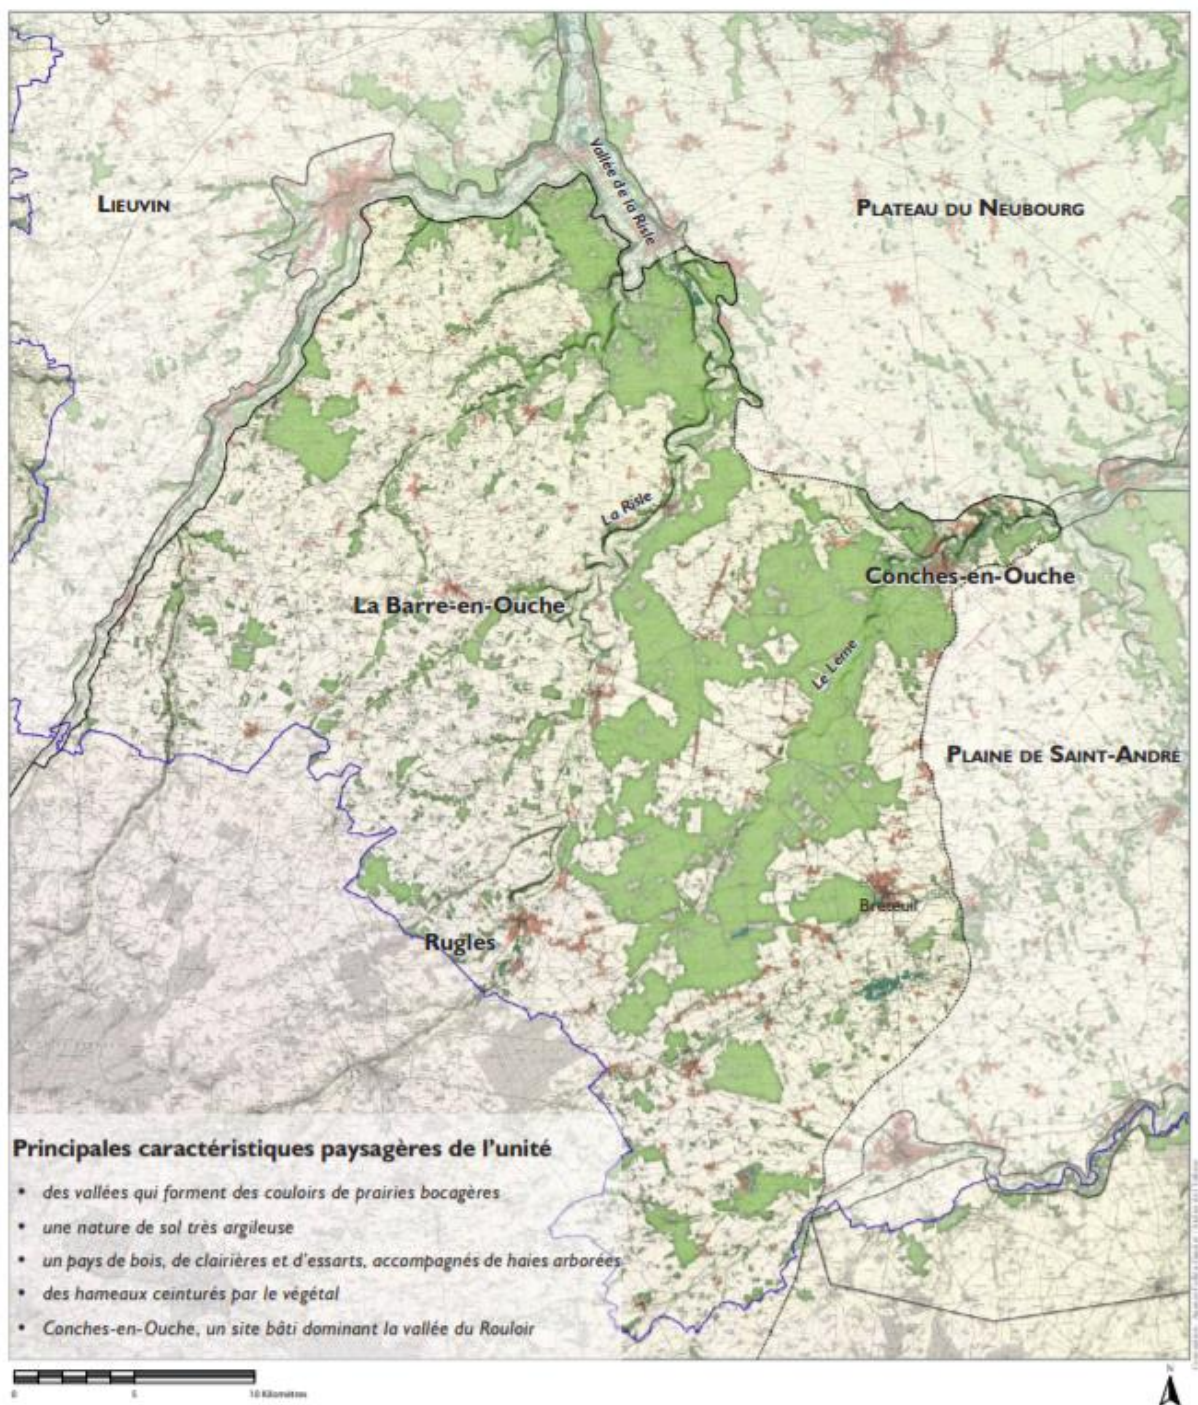 LIEUVIN
Vallée de la Risle
PLATEAU DU NEUBOURG
La Risle
Conches-en-Ouche
La Barre-en-Ouche
Le Leme
PLAINE DE SAINT-ANDRÉ
Breteuil
Rugles
Principales caractéristiques paysagères de l'unité
• des vallées qui forment des couloirs de prairies bocagères
• une nature de sol très argileuse
• un pays de bois, de clairières et d'essarts, accompagnés de haies arborées
• des hameaux ceinturés par le végétal
• Conches-en-Ouche, un site bâti dominant la vallée du Rouloir
0 5 10 Kilomètres
N